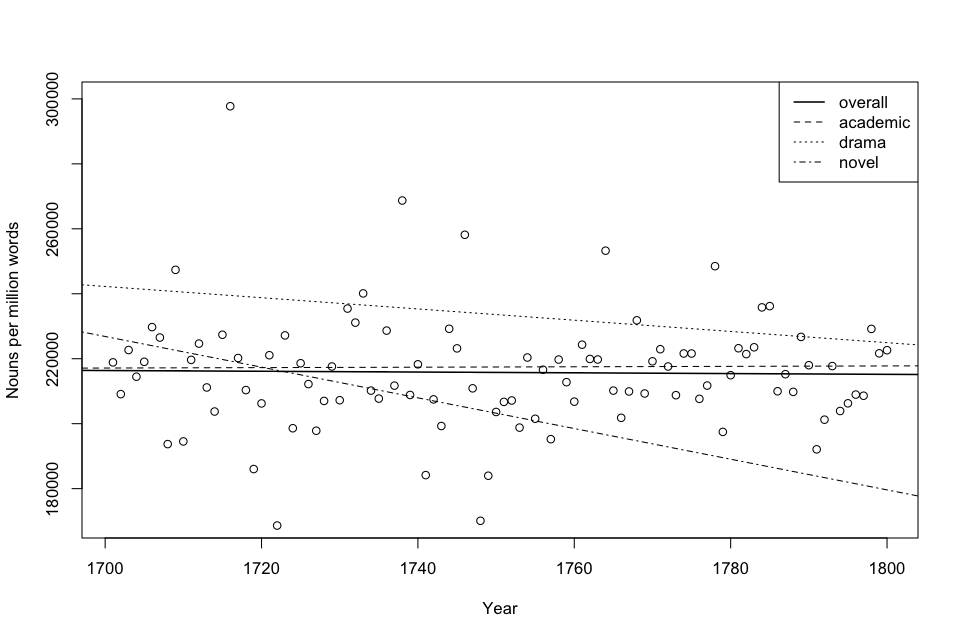 overall
academic
drama
novel
300000
260000
220000
180000
Nouns per million words
1700 1720 1740 1760 1780 1800
Year